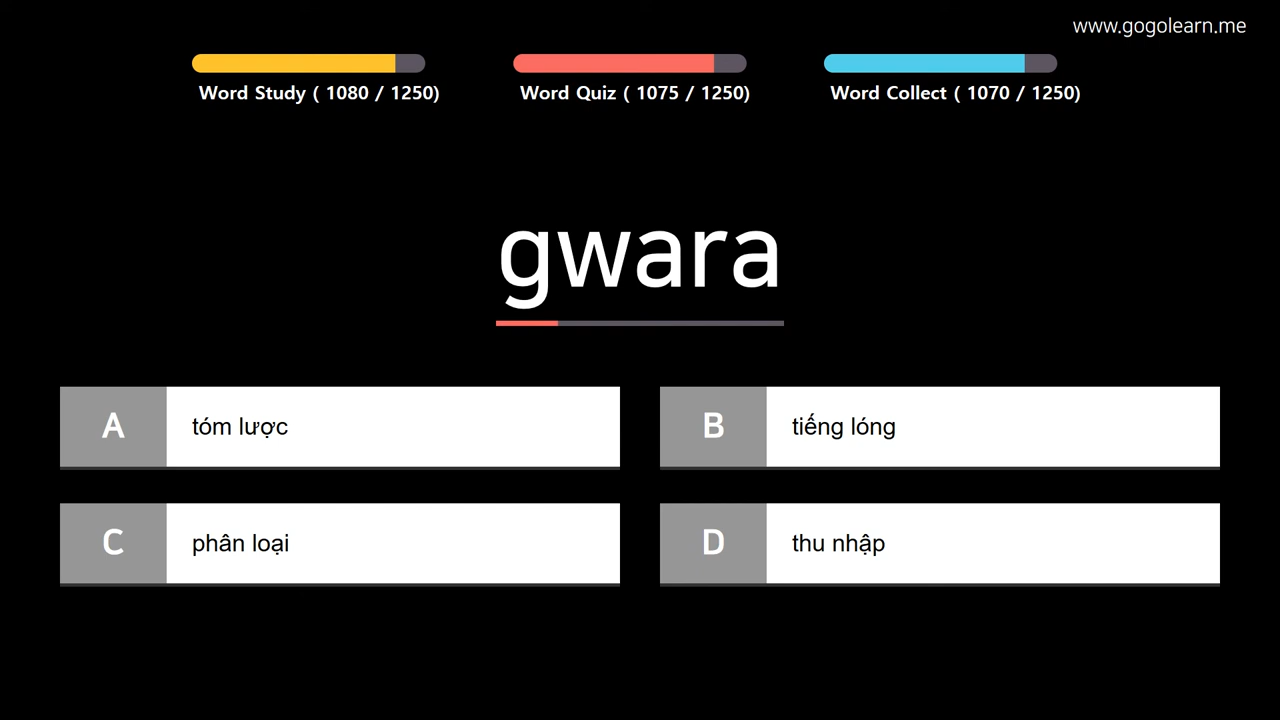 www.gogolearn.me
Word Study ( 1080 / 1250)
Word Quiz ( 1075 / 1250)
Word Collect ( 1070 / 1250)
gwara
A
tóm lược
B
tiếng lóng
C
phân loại
D
thu nhập